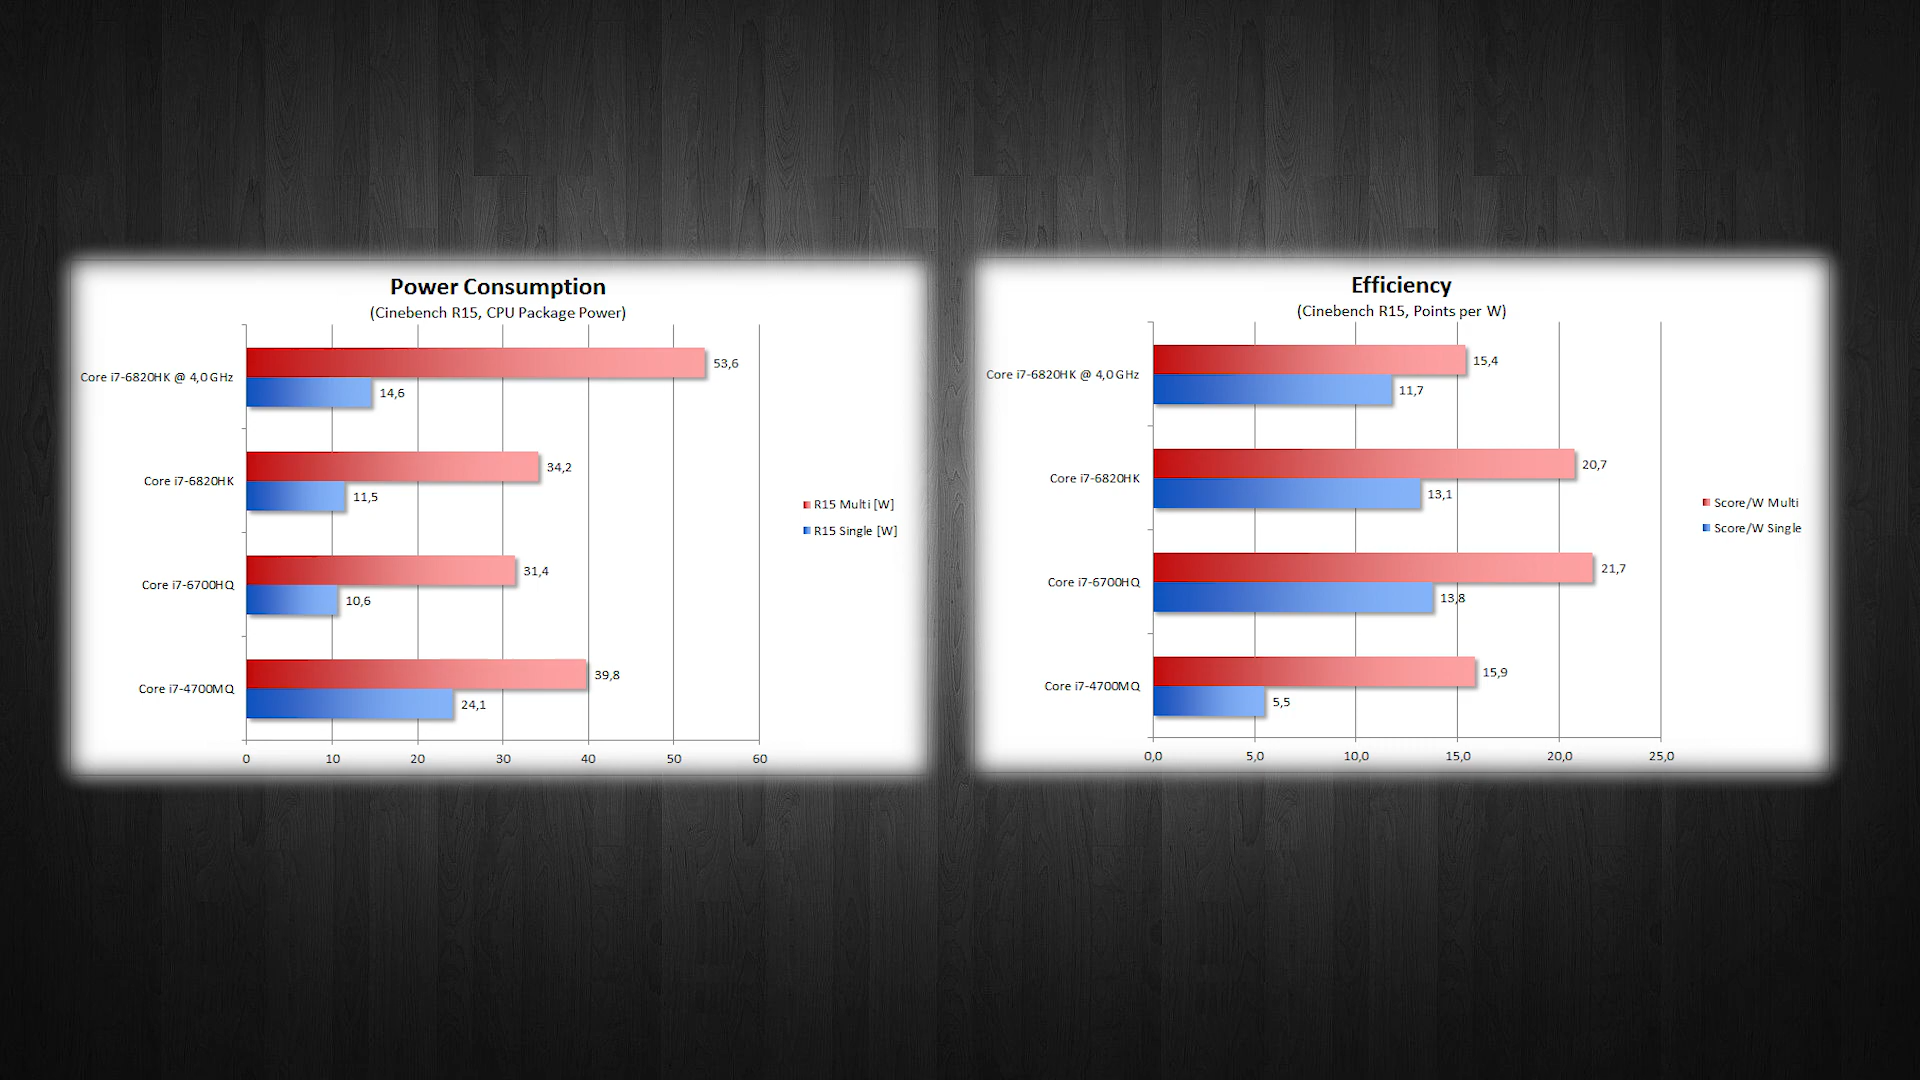 Power Consumption
(Cinebench R15, CPU Package Power)
Core i7-6820HK @ 4,0 GHz
53,6
14,6
Core i7-6820HK
34,2
11,5
Core i7-6700HQ
31,4
10,6
Core i7-4700MQ
39,8
24,1
0 10 20 30 40 50 60
R15 Multi [W]
R15 Single [W]
Efficiency
(Cinebench R15, Points per W)
Core i7-6820HK @ 4,0 GHz
15,4
11,7
Core i7-6820HK
20,7
13,1
Core i7-6700HQ
21,7
13,8
Core i7-4700MQ
15,9
5,5
0,0 5,0 10,0 15,0 20,0 25,0
Score/W Multi
Score/W Single